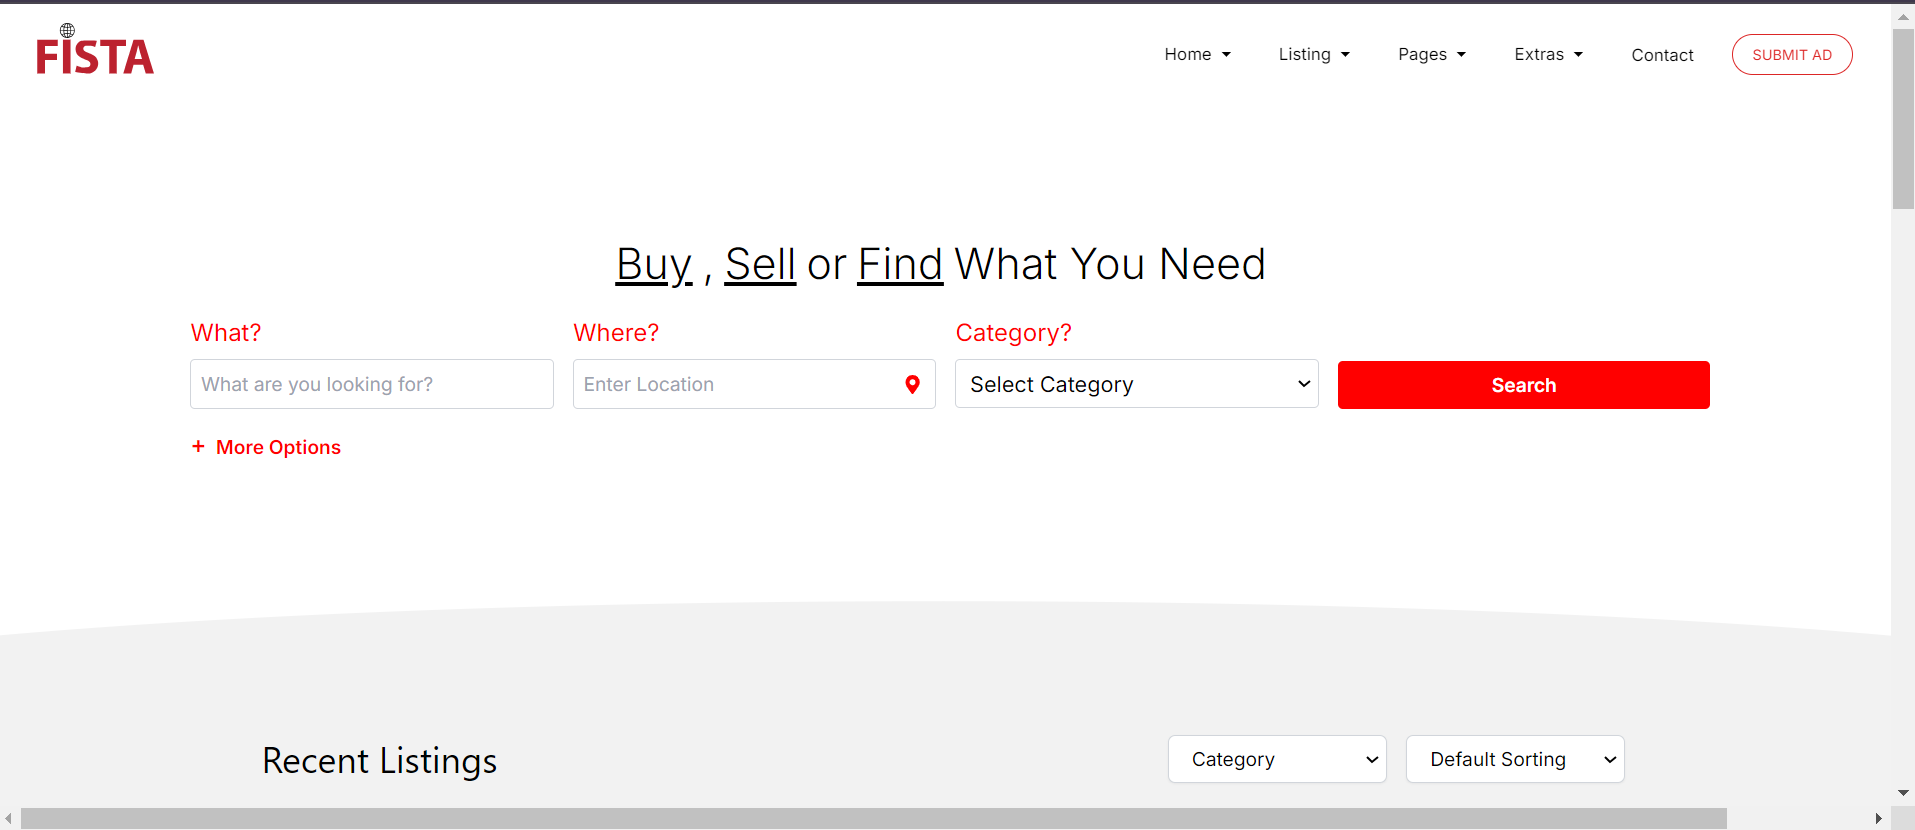 FISTA
Home Listing Pages Extras Contact SUBMIT AD
Buy , Sell or Find What You Need
What? Where? Category?
What are you looking for? Enter Location Select Category Search
+ More Options
Recent Listings Category Default Sorting